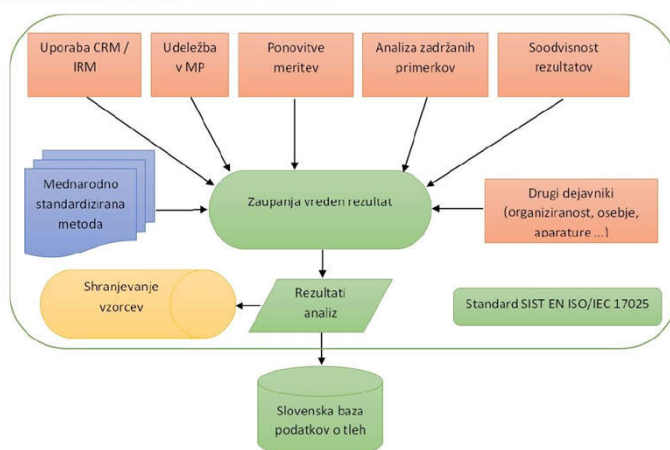 Uporaba CRM /
IRM
Udeležba
v MP
Ponovitve
meritev
Analiza zadržanih
primerkov
Soodvisnost
rezultatov
Mednarodno
standardizirana
metoda
Zaupanja vreden rezultat
Drugi dejavniki
(organiziranost, osebje,
aparature ...)
Shranjevanje
vzorcev
Rezultati
analiz
Standard SIST EN ISO/IEC 17025
Slovenska baza
podatkov o tleh